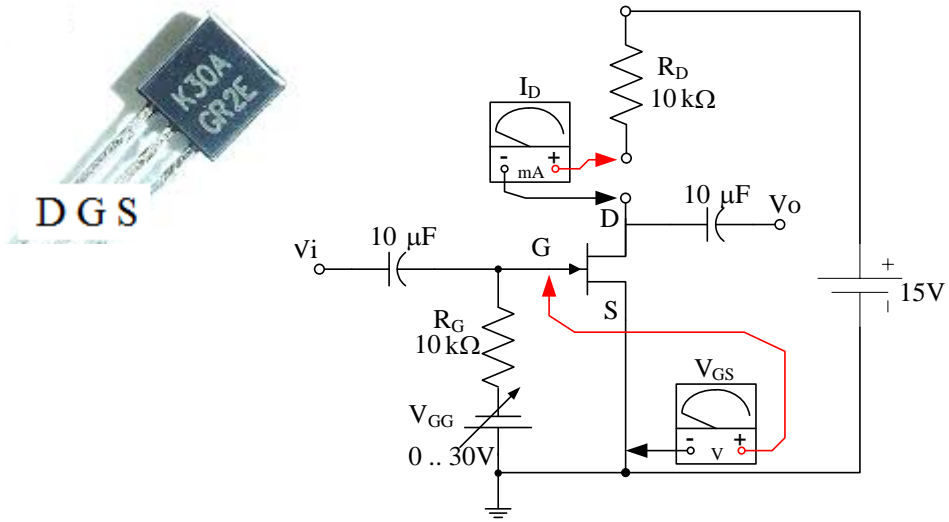 K30A
GR2E
D G S
I_D
- +
mA
R_D
10 kΩ
D
10 μF
Vo
Vi
10 μF
G
S
R_G
10 kΩ
V_GG
0 .. 30V
V_GS
- +
V
+
15V
-